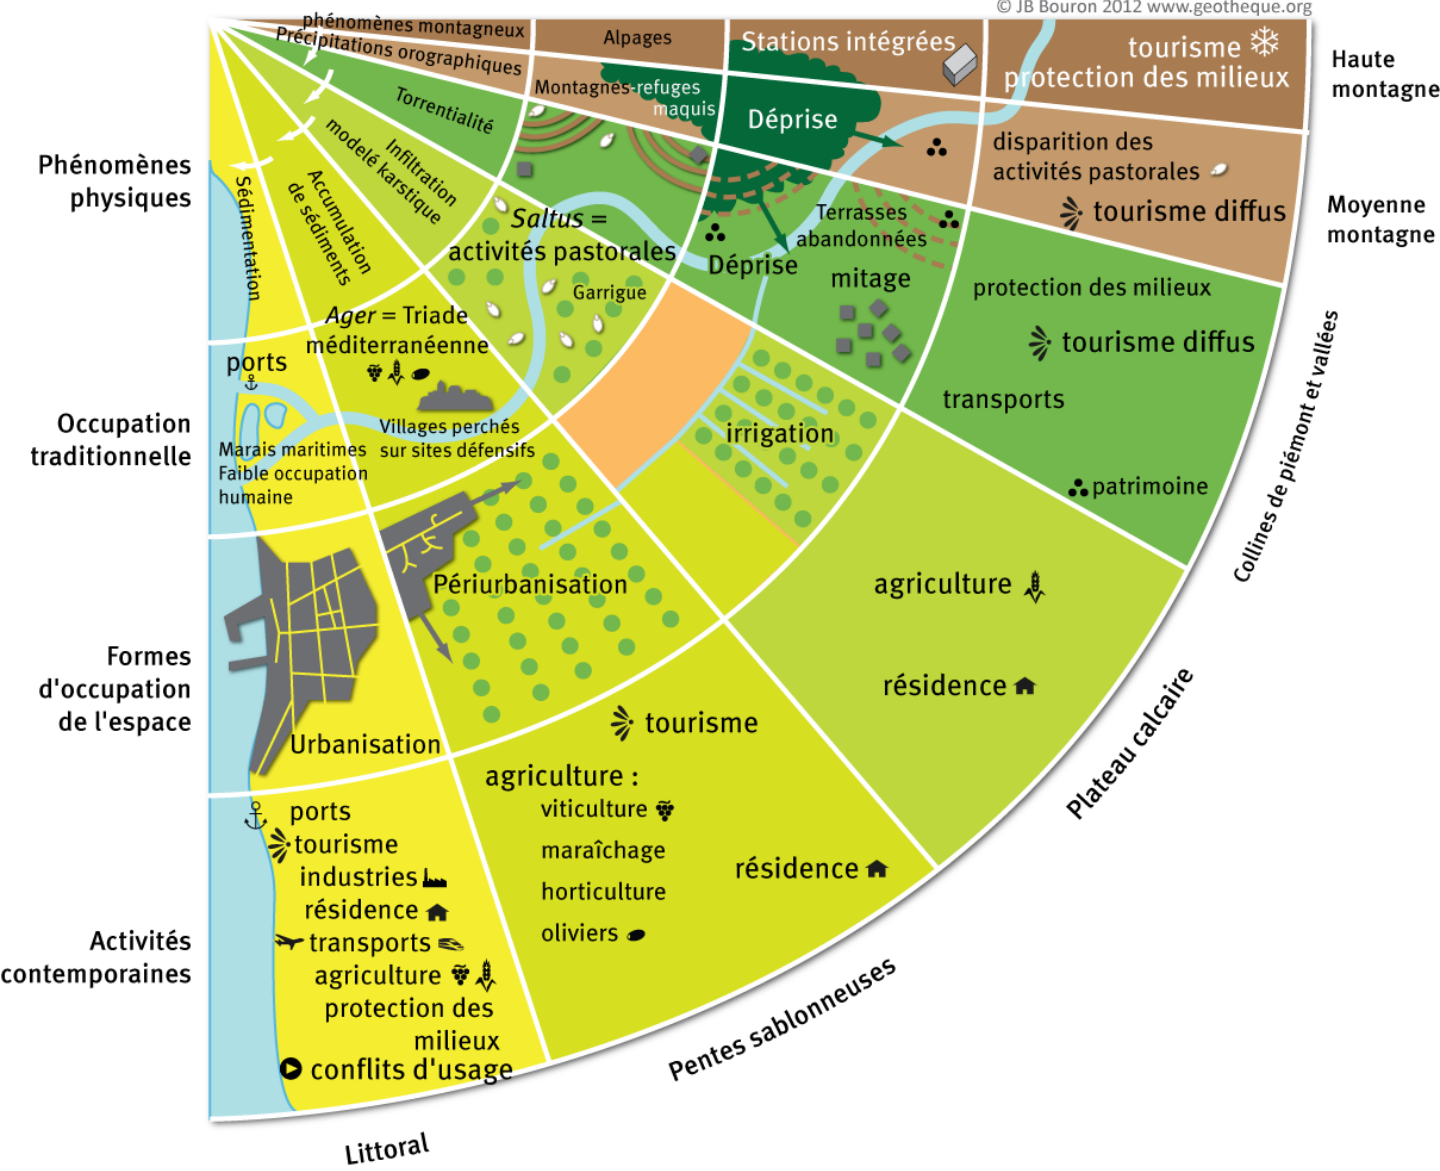 © JB Bouron 2012 www.geotheque.org
phénomènes montagneux
Alpages
Stations intégrées
tourisme
protection des milieux
Haute
montagne
Précipitations orographiques
Montagnes-refuges
maquis
Déprise
disparition des
activités pastorales
tourisme diffus
Moyenne
montagne
Torrentialité
Saltus =
activités pastorales
Garrigue
Déprise
Terrasses
abandonnées
mitage
protection des milieux
tourisme diffus
transports
patrimoine
Collines de piémont et vallées
Infiltration
modelé karstique
irrigation
agriculture
résidence
Plateau calcaire
Accumulation
de sédiments
Ager = Triade
méditerranéenne
Villages perchés
sur sites défensifs
Périurbanisation
tourisme
agriculture :
viticulture
maraîchage
horticulture
oliviers
résidence
Pentes sablonneuses
Sédimentation
ports
Marais maritimes
Faible occupation
humaine
Urbanisation
ports
tourisme
industries
résidence
transports
agriculture
protection des
milieux
conflits d'usage
Littoral
Phénomènes
physiques
Occupation
traditionnelle
Formes
d'occupation
de l'espace
Activités
contemporaines